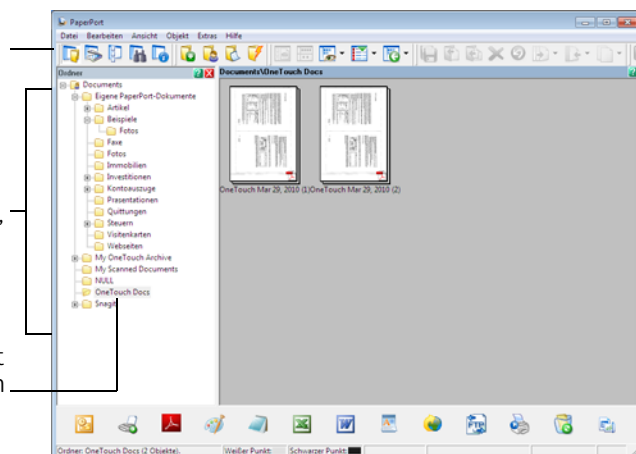 PaperPort
Datei Bearbeiten Ansicht Objekt Extras Hilfe
Ordner
Documents\OneTouch Docs
Documents
Eigene PaperPort-Dokumente
Artikel
Beispiele
Fotos
Faxe
Fotos
Immobilien
Investitionen
Kontoauszuge
Prasentationen
Quittungen
Steuern
Visitenkarten
Webseiten
My OneTouch Archive
My Scanned Documents
NULL
OneTouch Docs
Snagit
OneTouch Mar 29, 2010 (1)
OneTouch Mar 29, 2010 (2)
FTP
Ordner: OneTouch Docs (2 Objekte). Weißer Punkt: Schwarzer Punkt: